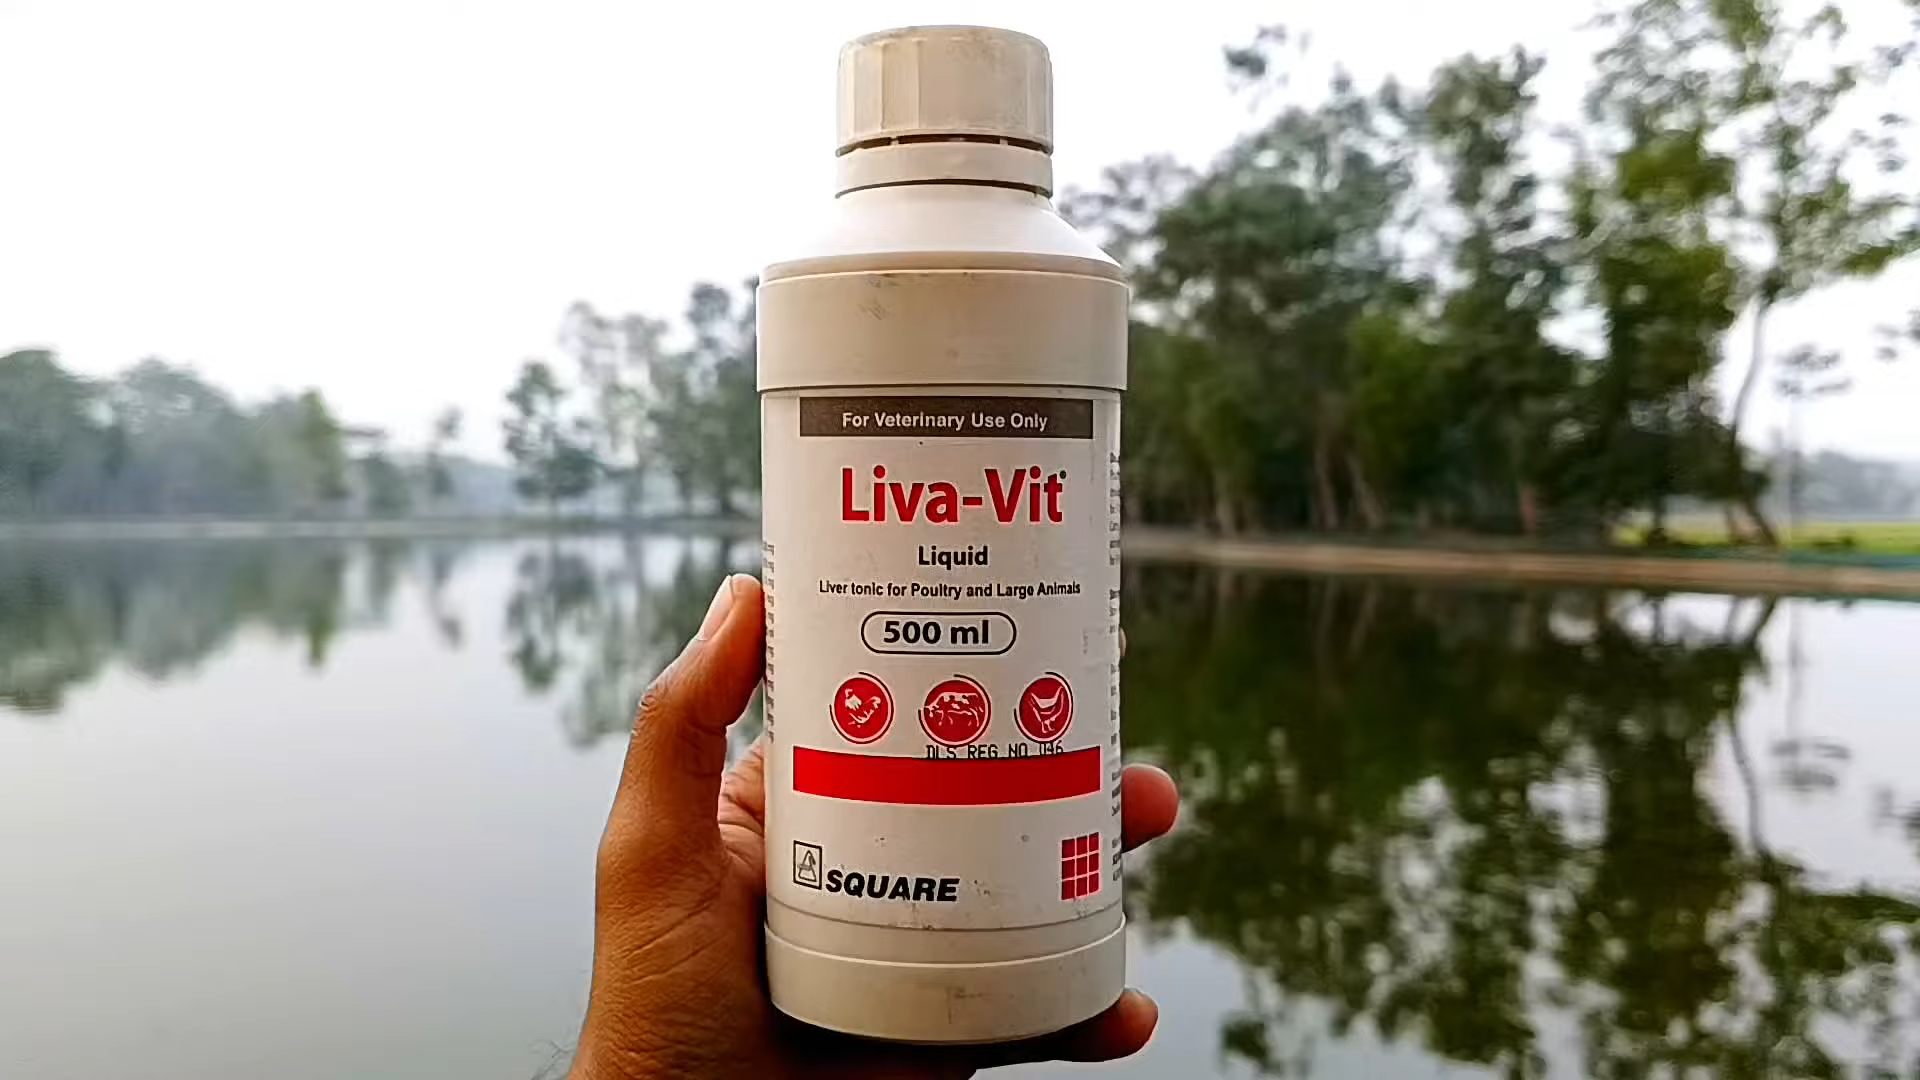 For Veterinary Use Only
Liva-Vit
Liquid
Liver tonic for Poultry and Large Animals
500 ml
DLS REG NO 046
SQUARE